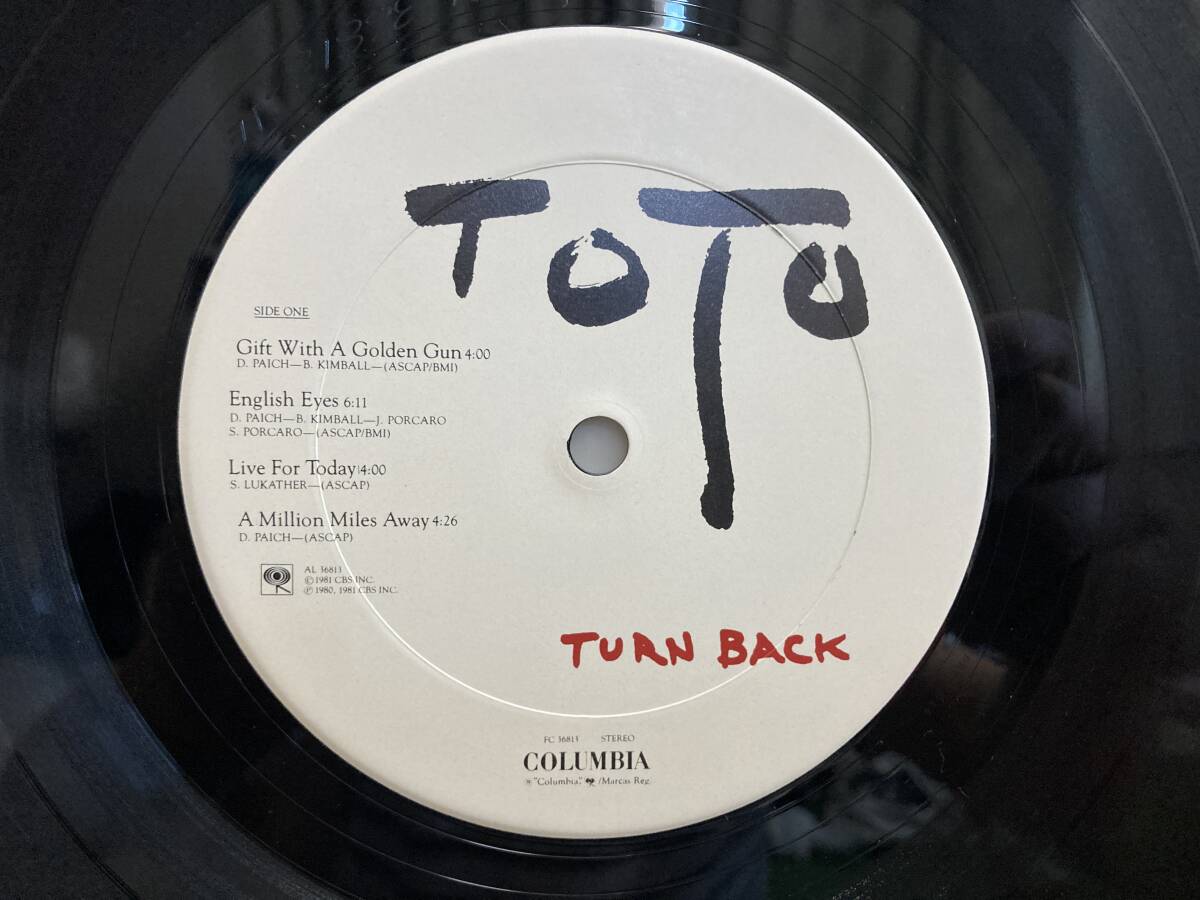 TOTO
SIDE ONE
Gift With A Golden Gun 4:00
D. PAICH—B. KIMBALL—(ASCAP/BMI)
English Eyes 6:11
D. PAICH—B. KIMBALL—J. PORCARO
S. PORCARO—(ASCAP/BMI)
Live For Today 4:00
S. LUKATHER—(ASCAP)
A Million Miles Away 4:26
D. PAICH—(ASCAP)
AL 36813
© 1981 CBS INC.
℗ 1980, 1981 CBS INC.
TURN BACK
FC 36813 STEREO
COLUMBIA
"Columbia," /Marcas Reg.